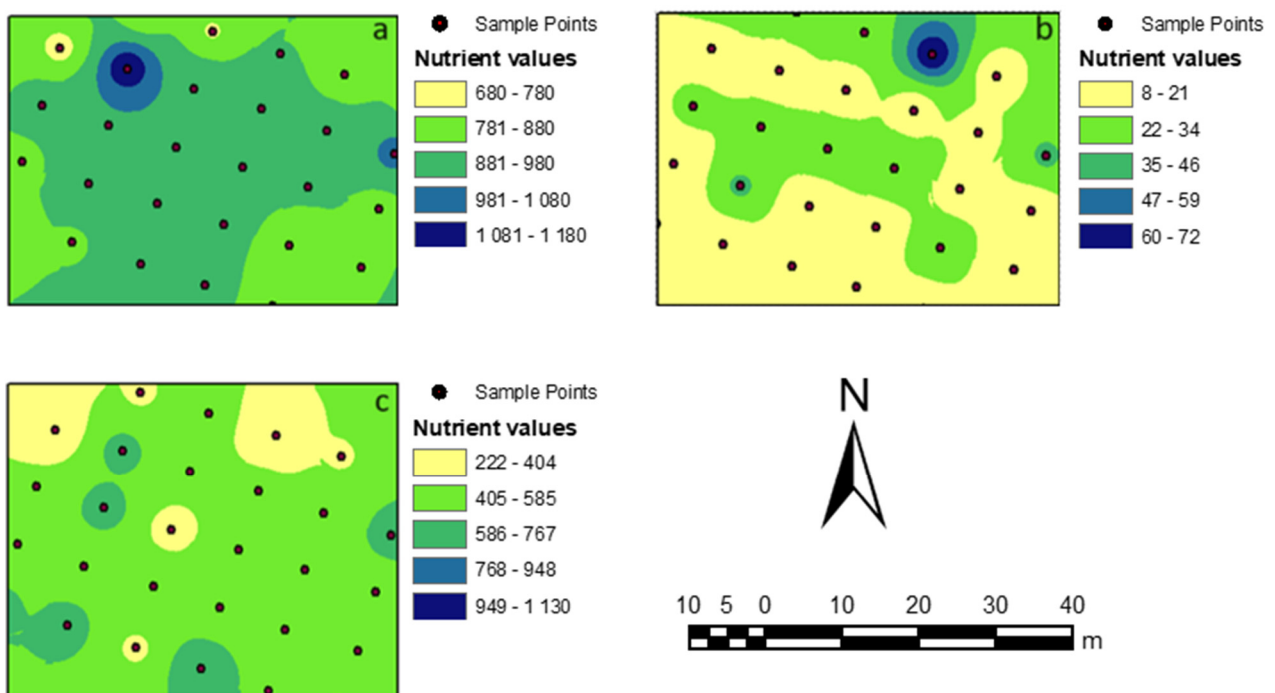 a
Sample Points
Nutrient values
680 - 780
781 - 880
881 - 980
981 - 1 080
1 081 - 1 180
b
Sample Points
Nutrient values
8 - 21
22 - 34
35 - 46
47 - 59
60 - 72
c
Sample Points
Nutrient values
222 - 404
405 - 585
586 - 767
768 - 948
949 - 1 130
N
10 5 0 10 20 30 40
m